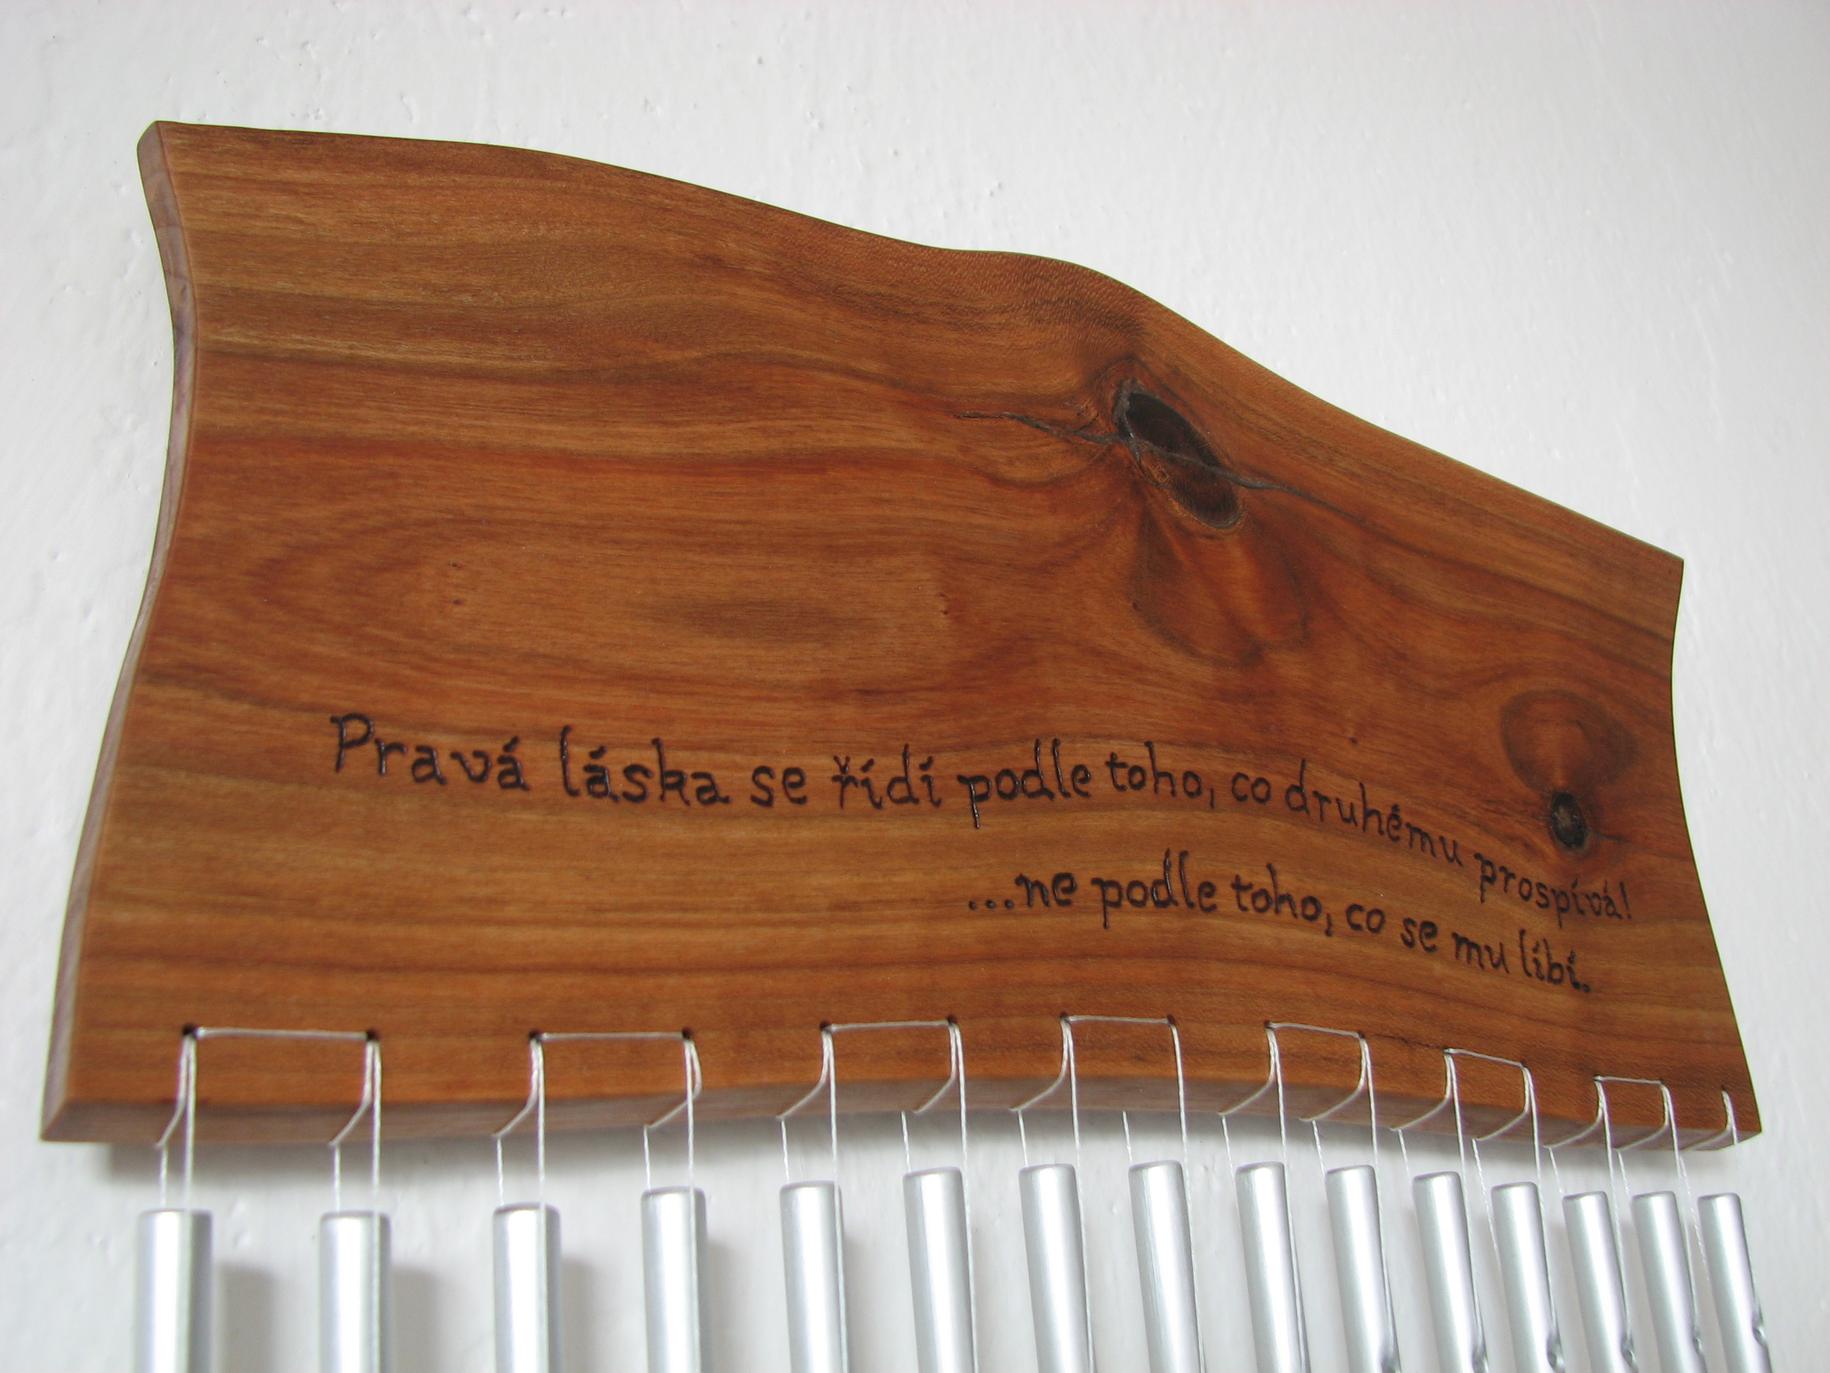 Pravá láska se řídí podle toho, co druhému prospívá!
...ne podle toho, co se mu líbí.